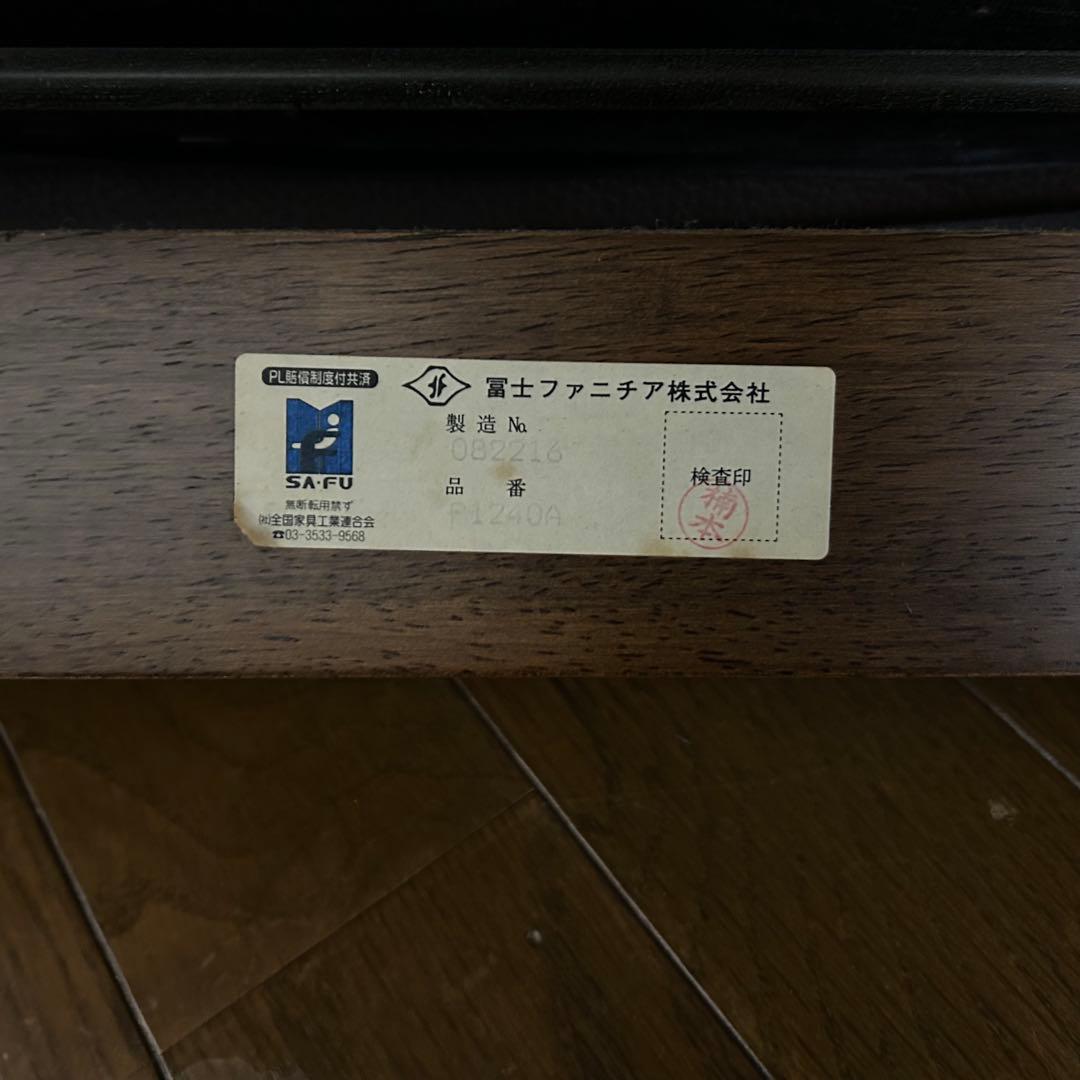 PL賠償制度付共済
SA・FU
無断転用禁ず
(社)全国家具工業連合会
☎03-3533-9568
冨士ファニチア株式会社
製造No.
082216
品番
P1240A
検査印